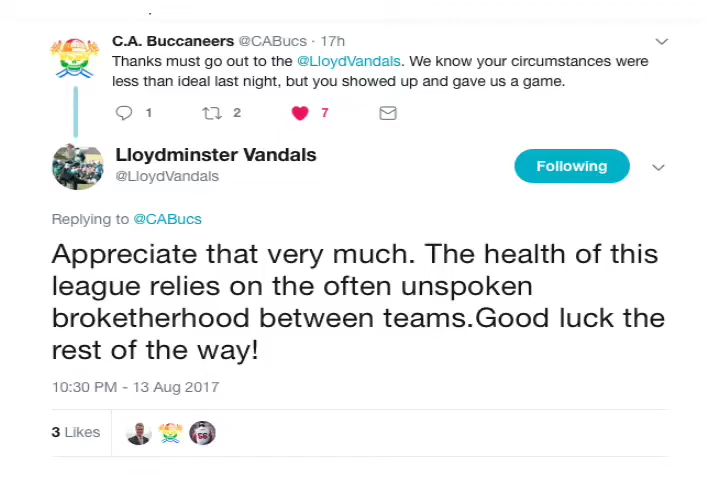 C.A. Buccaneers @CABucs · 17h
Thanks must go out to the @LloydVandals. We know your circumstances were
less than ideal last night, but you showed up and gave us a game.
1 2 7
Lloydminster Vandals
@LloydVandals
Following
Replying to @CABucs
Appreciate that very much. The health of this
league relies on the often unspoken
broketherhood between teams.Good luck the
rest of the way!
10:30 PM - 13 Aug 2017
3 Likes
56